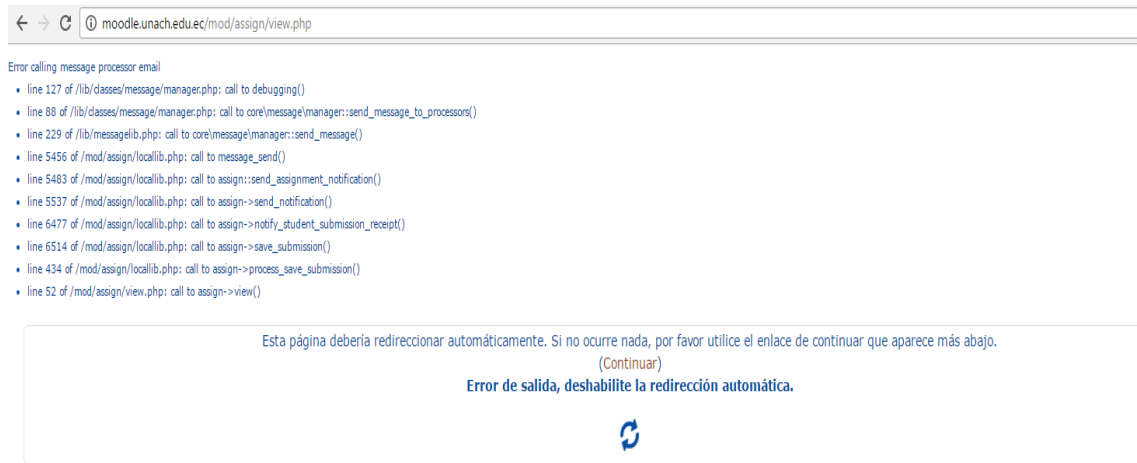 moodle.unach.edu.ec/mod/assign/view.php
Error calling message processor email
• line 127 of /lib/classes/message/manager.php: call to debugging()
• line 88 of /lib/classes/message/manager.php: call to core\message\manager::send_message_to_processors()
• line 229 of /lib/messagelib.php: call to core\message\manager::send_message()
• line 5456 of /mod/assign/locallib.php: call to message_send()
• line 5483 of /mod/assign/locallib.php: call to assign::send_assignment_notification()
• line 5537 of /mod/assign/locallib.php: call to assign->send_notification()
• line 6477 of /mod/assign/locallib.php: call to assign->notify_student_submission_receipt()
• line 6514 of /mod/assign/locallib.php: call to assign->save_submission()
• line 434 of /mod/assign/locallib.php: call to assign->process_save_submission()
• line 52 of /mod/assign/view.php: call to assign->view()
Esta página debería redireccionar automáticamente. Si no ocurre nada, por favor utilice el enlace de continuar que aparece más abajo.
(Continuar)
Error de salida, deshabilite la redirección automática.